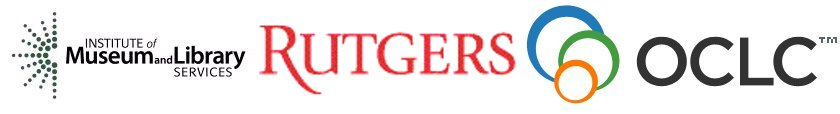 INSTITUTE of
Museum and Library
SERVICES
RUTGERS
OCLC™